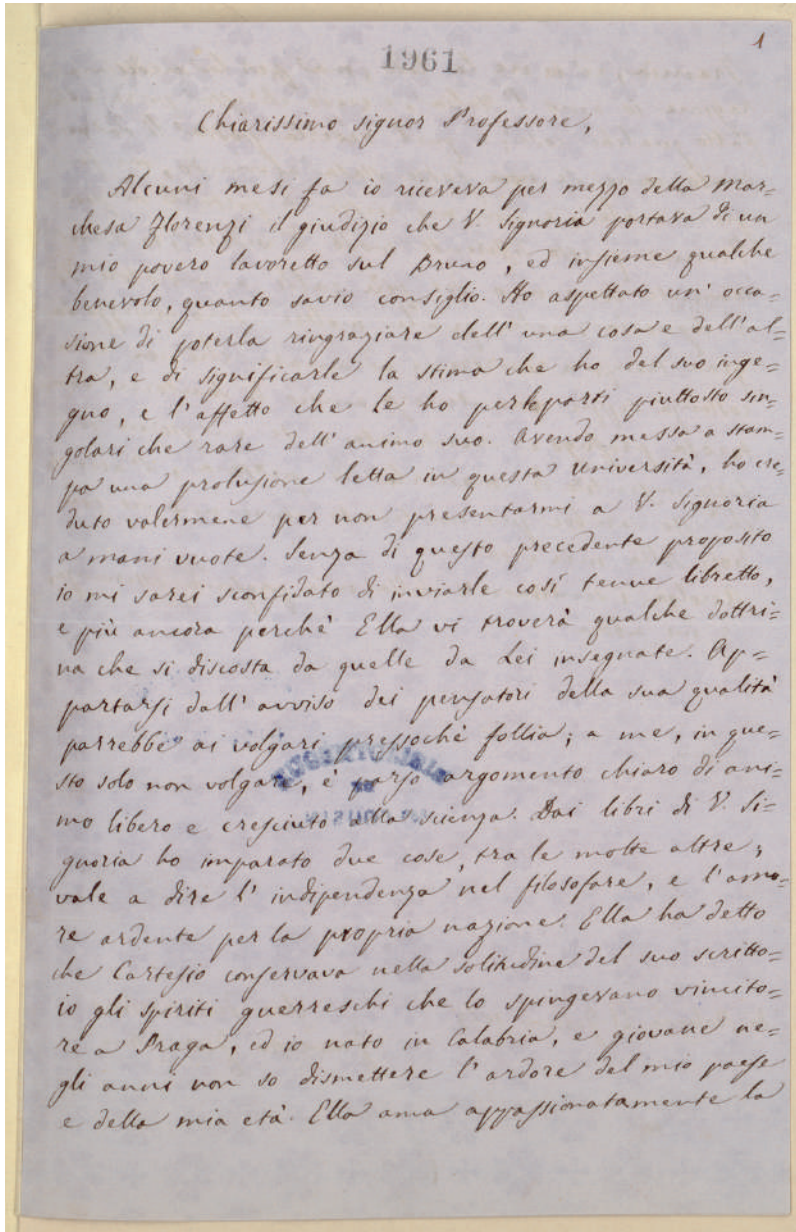 1
1961
Chiarissimo signor Professore,
Alcuni mesi fa io riceveva per mezzo della Mar=
chesa Florenzi il giudizio che V. Signoria portava di un
mio povero lavoretto sul Bruno, ed insieme qualche
benevolo, quanto savio consiglio. Ho aspettato un' occa=
sione di poterla ringraziare dell' una cosa e dell' al=
tra, e di significarle la stima che ho del suo inge=
gno, e l'affetto che le ho per le parti piuttosto sin=
golari che rare dell' animo suo. Avendo messa a stam=
pa una prolusione letta in questa Università, ho cre=
duto valermene per non presentarmi a V. Signoria
a mani vuote. Senza di questo precedente proposito
io mi sarei sconfidato di inviarle così tenue libretto,
e più ancora perchè Ella vi troverà qualche dottri=
na che si discosta da quelle da Lei insegnate. Ap=
partarsi dall' avviso dei pensatori della sua qualità
parrebbe ai volgari pressochè follia; a me, in que=
sto solo non volgare, è parso argomento chiaro di ani=
mo libero e cresciuto alla scienza. Dai libri di V. Si=
gnoria ho imparato due cose, tra le molte altre;
vale a dire l' indipendenza nel filosofare, e l' amo=
re ardente per la propria nazione. Ella ha detto
che Cartesio conservava nella solitudine del suo scritto=
io gli spiriti guerreschi che lo spingevano vincito=
re a Praga, ed io nato in Calabria, e giovane ne=
gli anni non so dismettere l' ardore del mio paese
e della mia età. Ella ama appassionatamente la